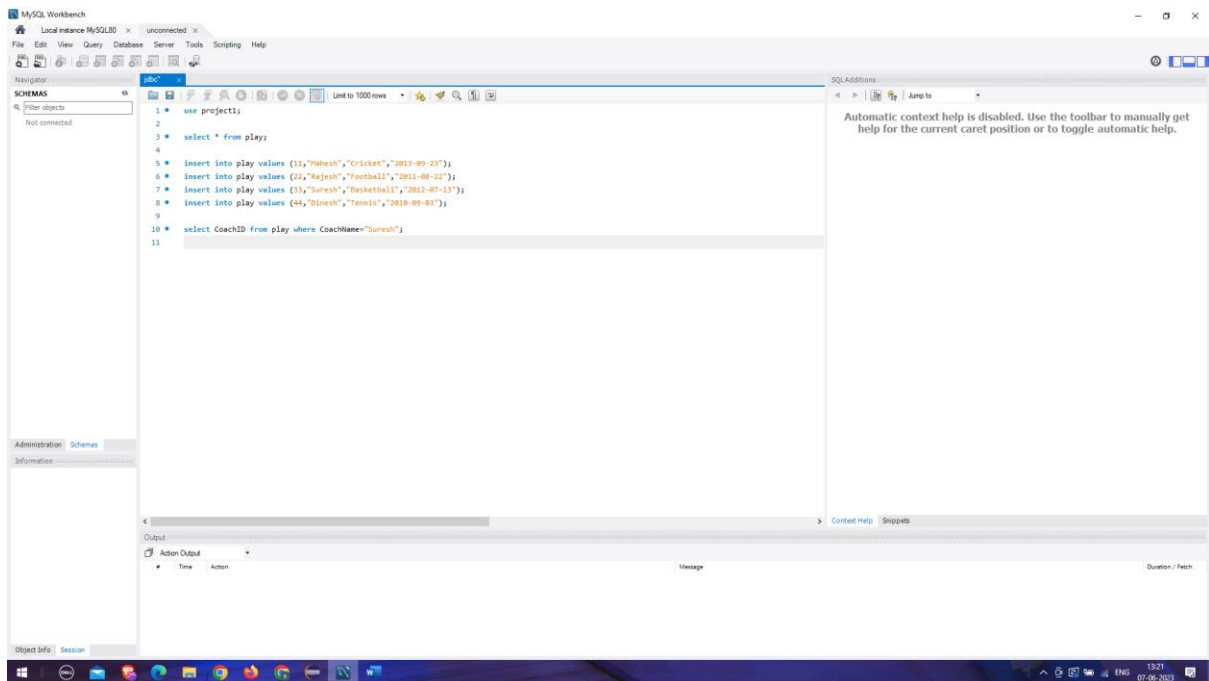 MySQL Workbench
Local instance MySQL80 × unconnected ×
File Edit View Query Database Server Tools Scripting Help
Navigator
SCHEMAS
Filter objects
Not connected
Administration Schemas
Information
Object Info Session
jdbc* ×
Limit to 1000 rows
1 use project1;
2
3 select * from play;
4
5 insert into play values (11,"Mahesh","Cricket","2013-09-23");
6 insert into play values (22,"Rajesh","Football","2011-08-22");
7 insert into play values (33,"Suresh","Basketball","2012-07-13");
8 insert into play values (44,"Dinesh","Tennis","2010-09-03");
9
10 select CoachID from play where CoachName="Suresh";
11
SQLAdditions
Jump to
Automatic context help is disabled. Use the toolbar to manually get
help for the current caret position or to toggle automatic help.
Context Help Snippets
Output
Action Output
# Time Action Message Duration / Fetch
ENG 13:21
07-06-2023